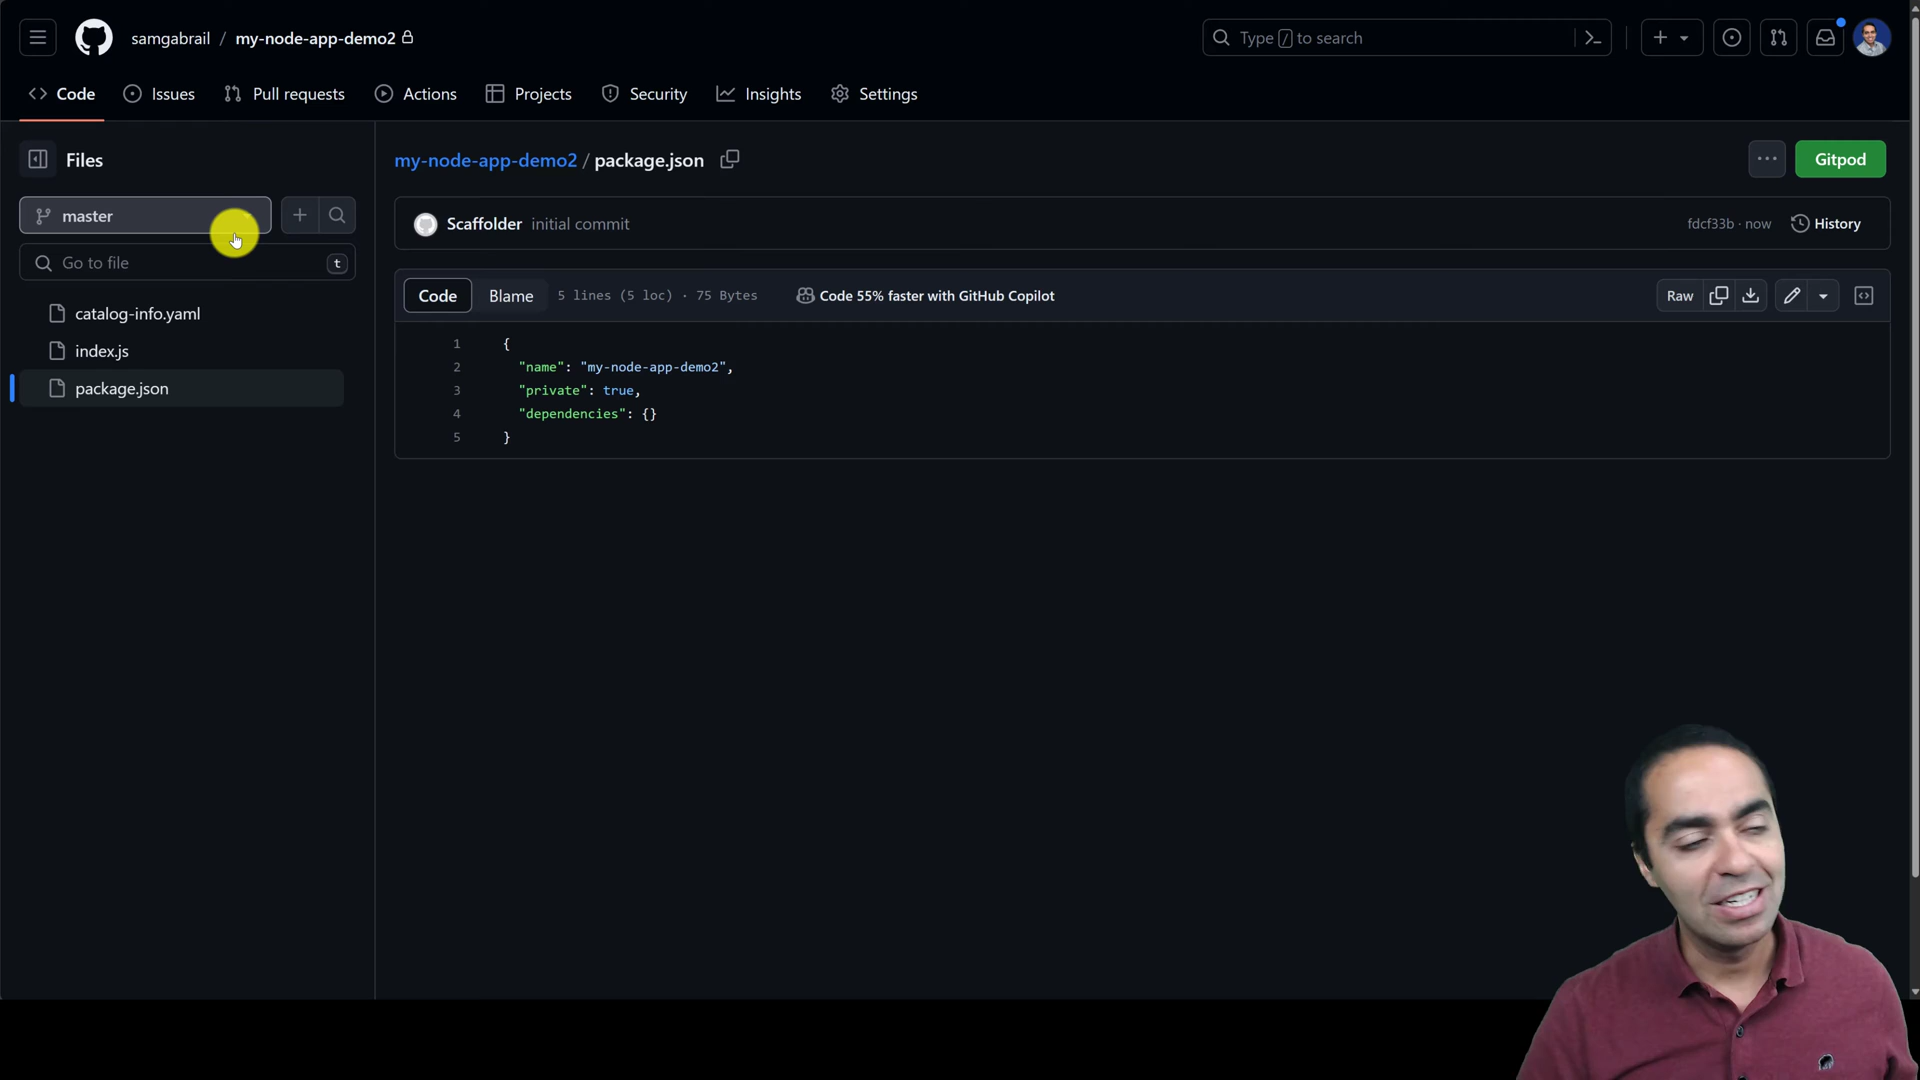 samgabrail / my-node-app-demo2
Type / to search
Code
Issues
Pull requests
Actions
Projects
Security
Insights
Settings
Files
my-node-app-demo2 / package.json
Gitpod
master
Scaffolder initial commit
fdcf33b · now
History
Go to file
t
Code
Blame
5 lines (5 loc) · 75 Bytes
Code 55% faster with GitHub Copilot
Raw
catalog-info.yaml
index.js
package.json
1 {
2 "name": "my-node-app-demo2",
3 "private": true,
4 "dependencies": {}
5 }